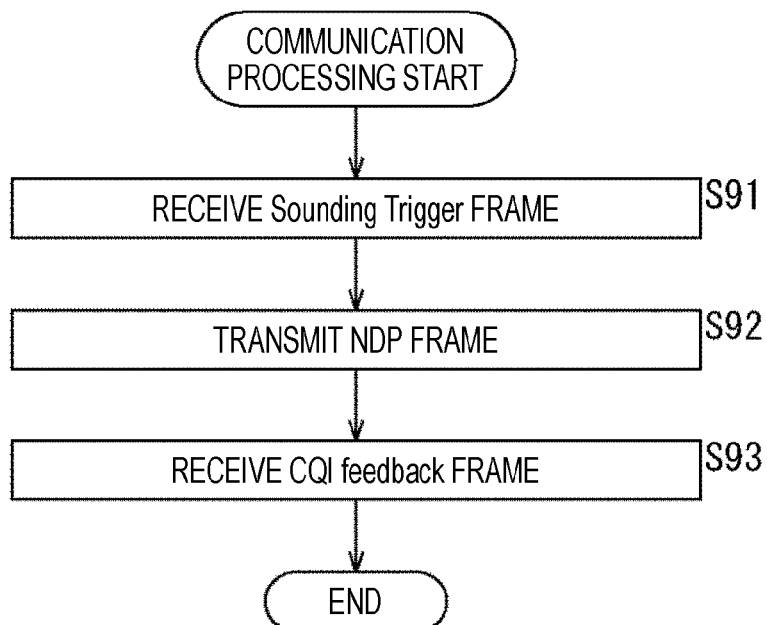 COMMUNICATION
PROCESSING START
RECEIVE Sounding Trigger FRAME
S91
TRANSMIT NDP FRAME
S92
RECEIVE CQI feedback FRAME
S93
END